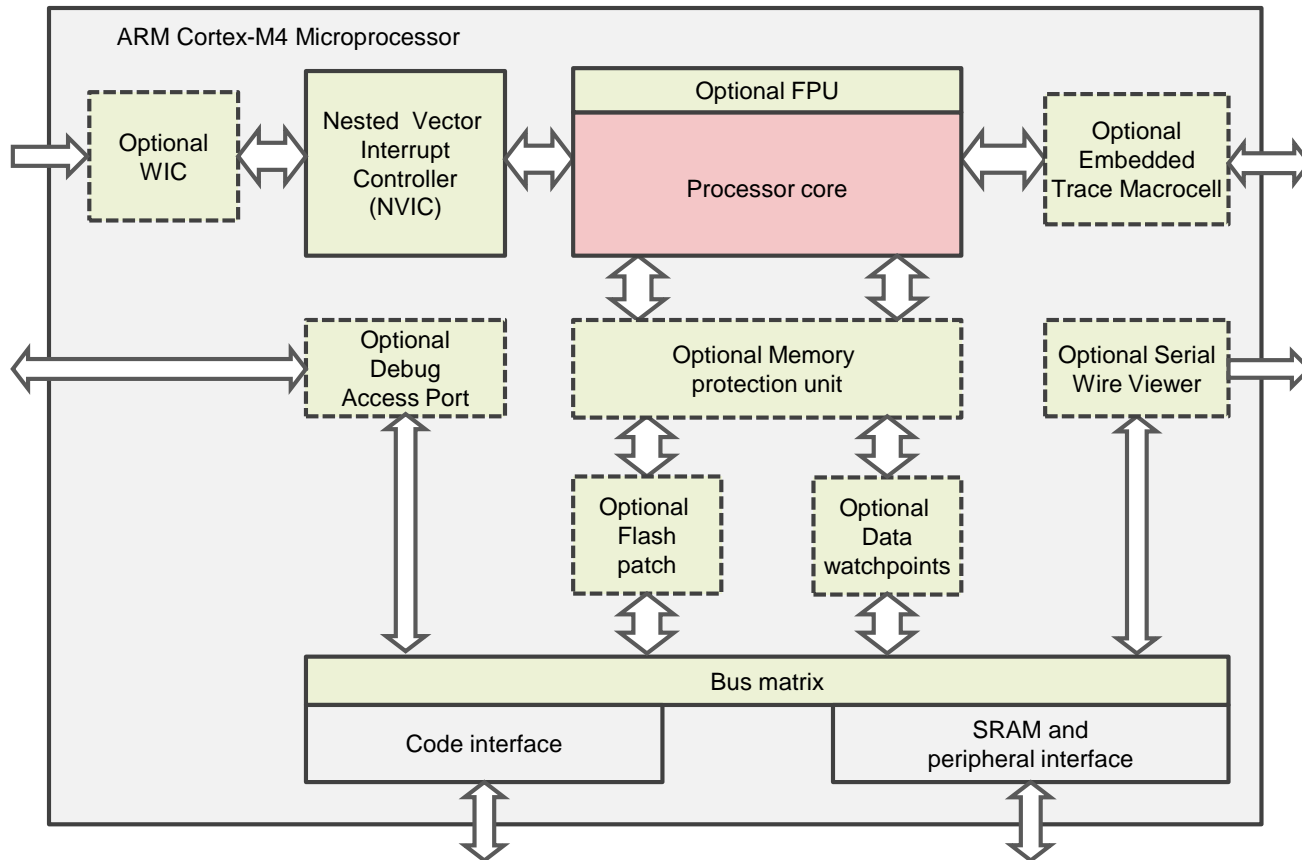 ARM Cortex-M4 Microprocessor
Optional
WIC
Nested Vector
Interrupt
Controller
(NVIC)
Optional FPU
Processor core
Optional
Embedded
Trace Macrocell
Optional
Debug
Access Port
Optional Memory
protection unit
Optional Serial
Wire Viewer
Optional
Flash
patch
Optional
Data
watchpoints
Bus matrix
Code interface
SRAM and
peripheral interface